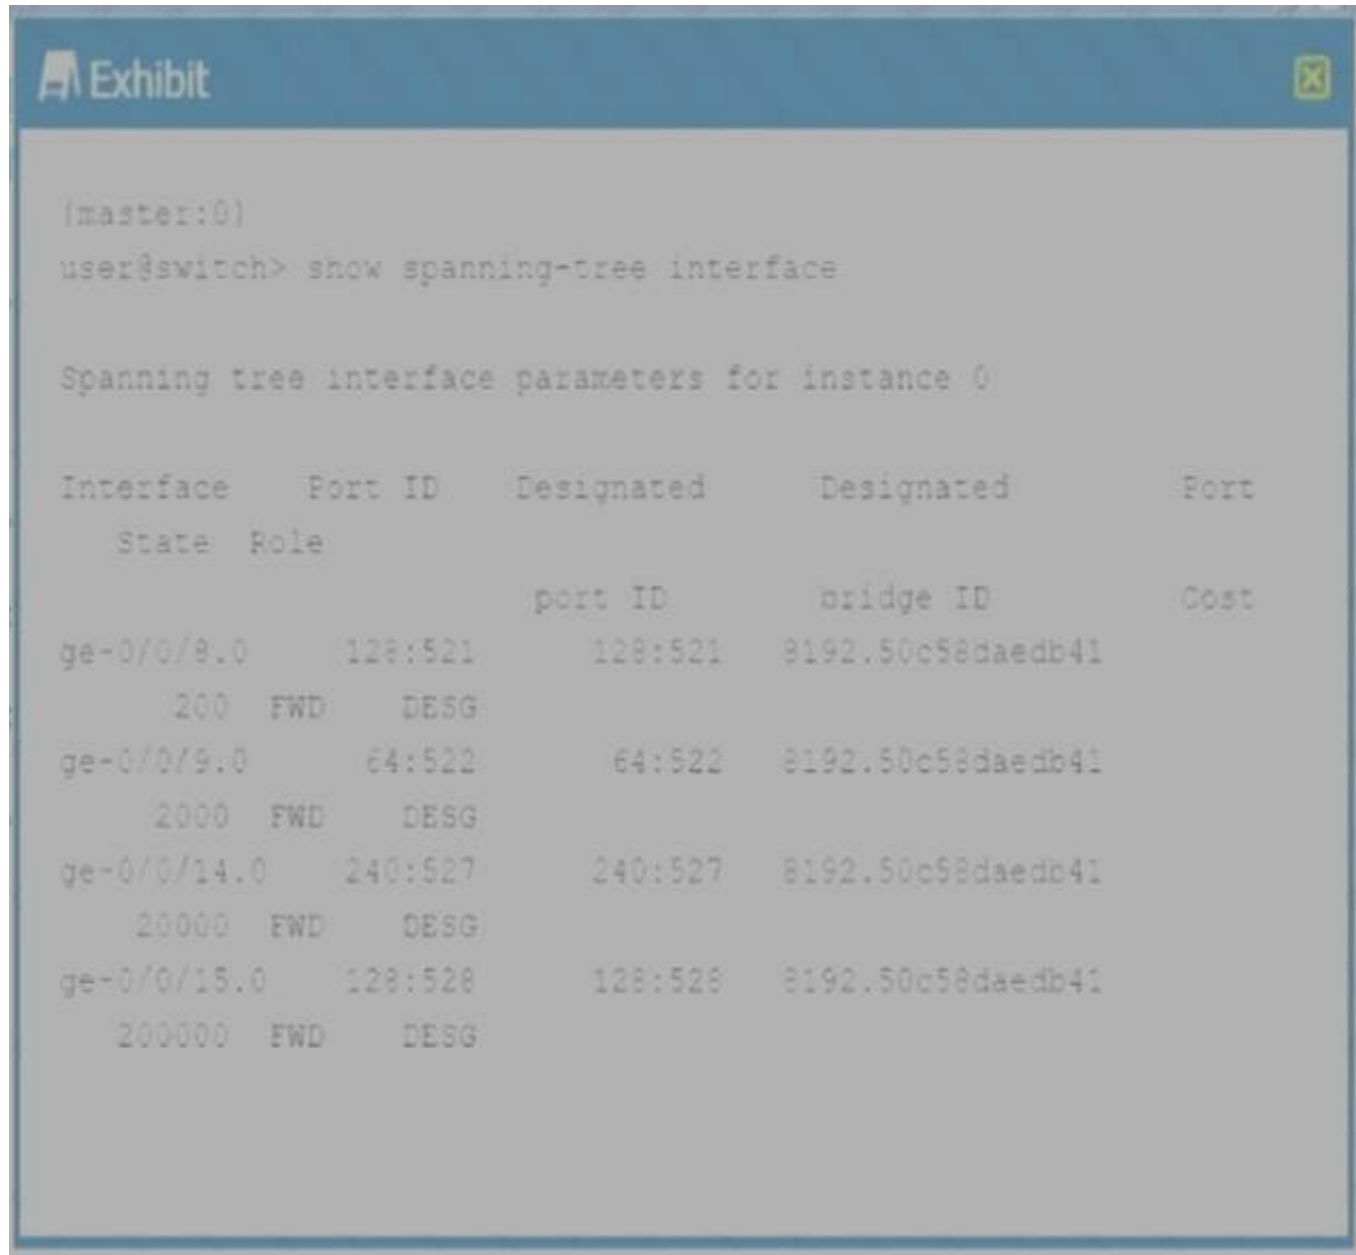 Exhibit
{master:0}
user@switch> show spanning-tree interface
Spanning tree interface parameters for instance 0
Interface Port ID Designated Designated Port
State Role
port ID bridge ID Cost
ge-0/0/8.0 128:521 128:521 8192.50c58daedb41
200 FWD DESG
ge-0/0/9.0 64:522 64:522 8192.50c58daedb41
2000 FWD DESG
ge-0/0/14.0 240:527 240:527 8192.50c58daedb41
20000 FWD DESG
ge-0/0/15.0 128:528 128:528 8192.50c58daedb41
200000 FWD DESG